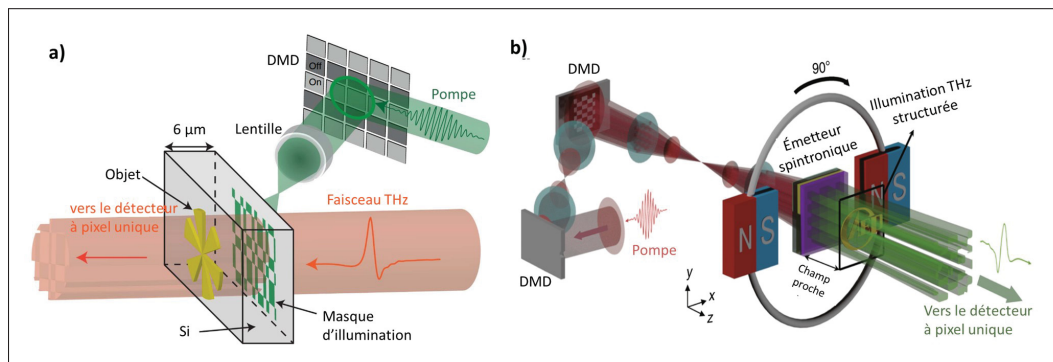 a)
DMD
Off
On
Pompe
Lentille
6 µm
Objet
vers le détecteur
à pixel unique
Faisceau THz
Si
Masque
d'illumination
b)
DMD
90°
Illumination THz
structurée
Émetteur
spintronique
N
S
N
S
Pompe
DMD
Champ
proche
y
x
z
Vers le détecteur
à pixel unique